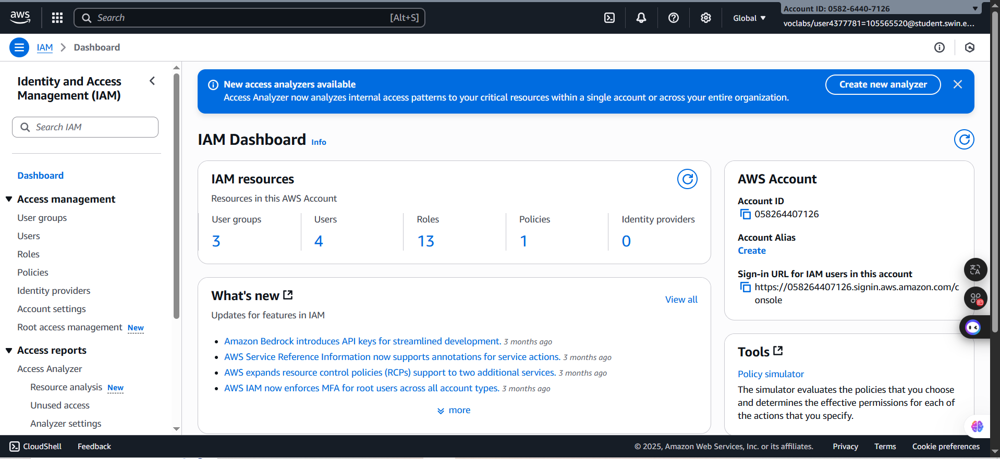 aws
Search
[Alt+S]
Global
Account ID: 0582-6440-7126
voclabs/user4377781=105565520@student.swin.e...
IAM
Dashboard
Identity and Access
Management (IAM)
Search IAM
Dashboard
Access management
User groups
Users
Roles
Policies
Identity providers
Account settings
Root access management New
Access reports
Access Analyzer
Resource analysis New
Unused access
Analyzer settings
New access analyzers available
Access Analyzer now analyzes internal access patterns to your critical resources within a single account or across your entire organization.
Create new analyzer
IAM Dashboard Info
IAM resources
Resources in this AWS Account
User groups
3
Users
4
Roles
13
Policies
1
Identity providers
0
What's new
View all
Updates for features in IAM
Amazon Bedrock introduces API keys for streamlined development. 3 months ago
AWS Service Reference Information now supports annotations for service actions. 3 months ago
AWS expands resource control policies (RCPs) support to two additional services. 3 months ago
AWS IAM now enforces MFA for root users across all account types. 3 months ago
more
AWS Account
Account ID
058264407126
Account Alias
Create
Sign-in URL for IAM users in this account
https://058264407126.signin.aws.amazon.com/c
onsole
Tools
Policy simulator
The simulator evaluates the policies that you choose
and determines the effective permissions for each of
the actions that you specify.
CloudShell
Feedback
© 2025, Amazon Web Services, Inc. or its affiliates.
Privacy
Terms
Cookie preferences